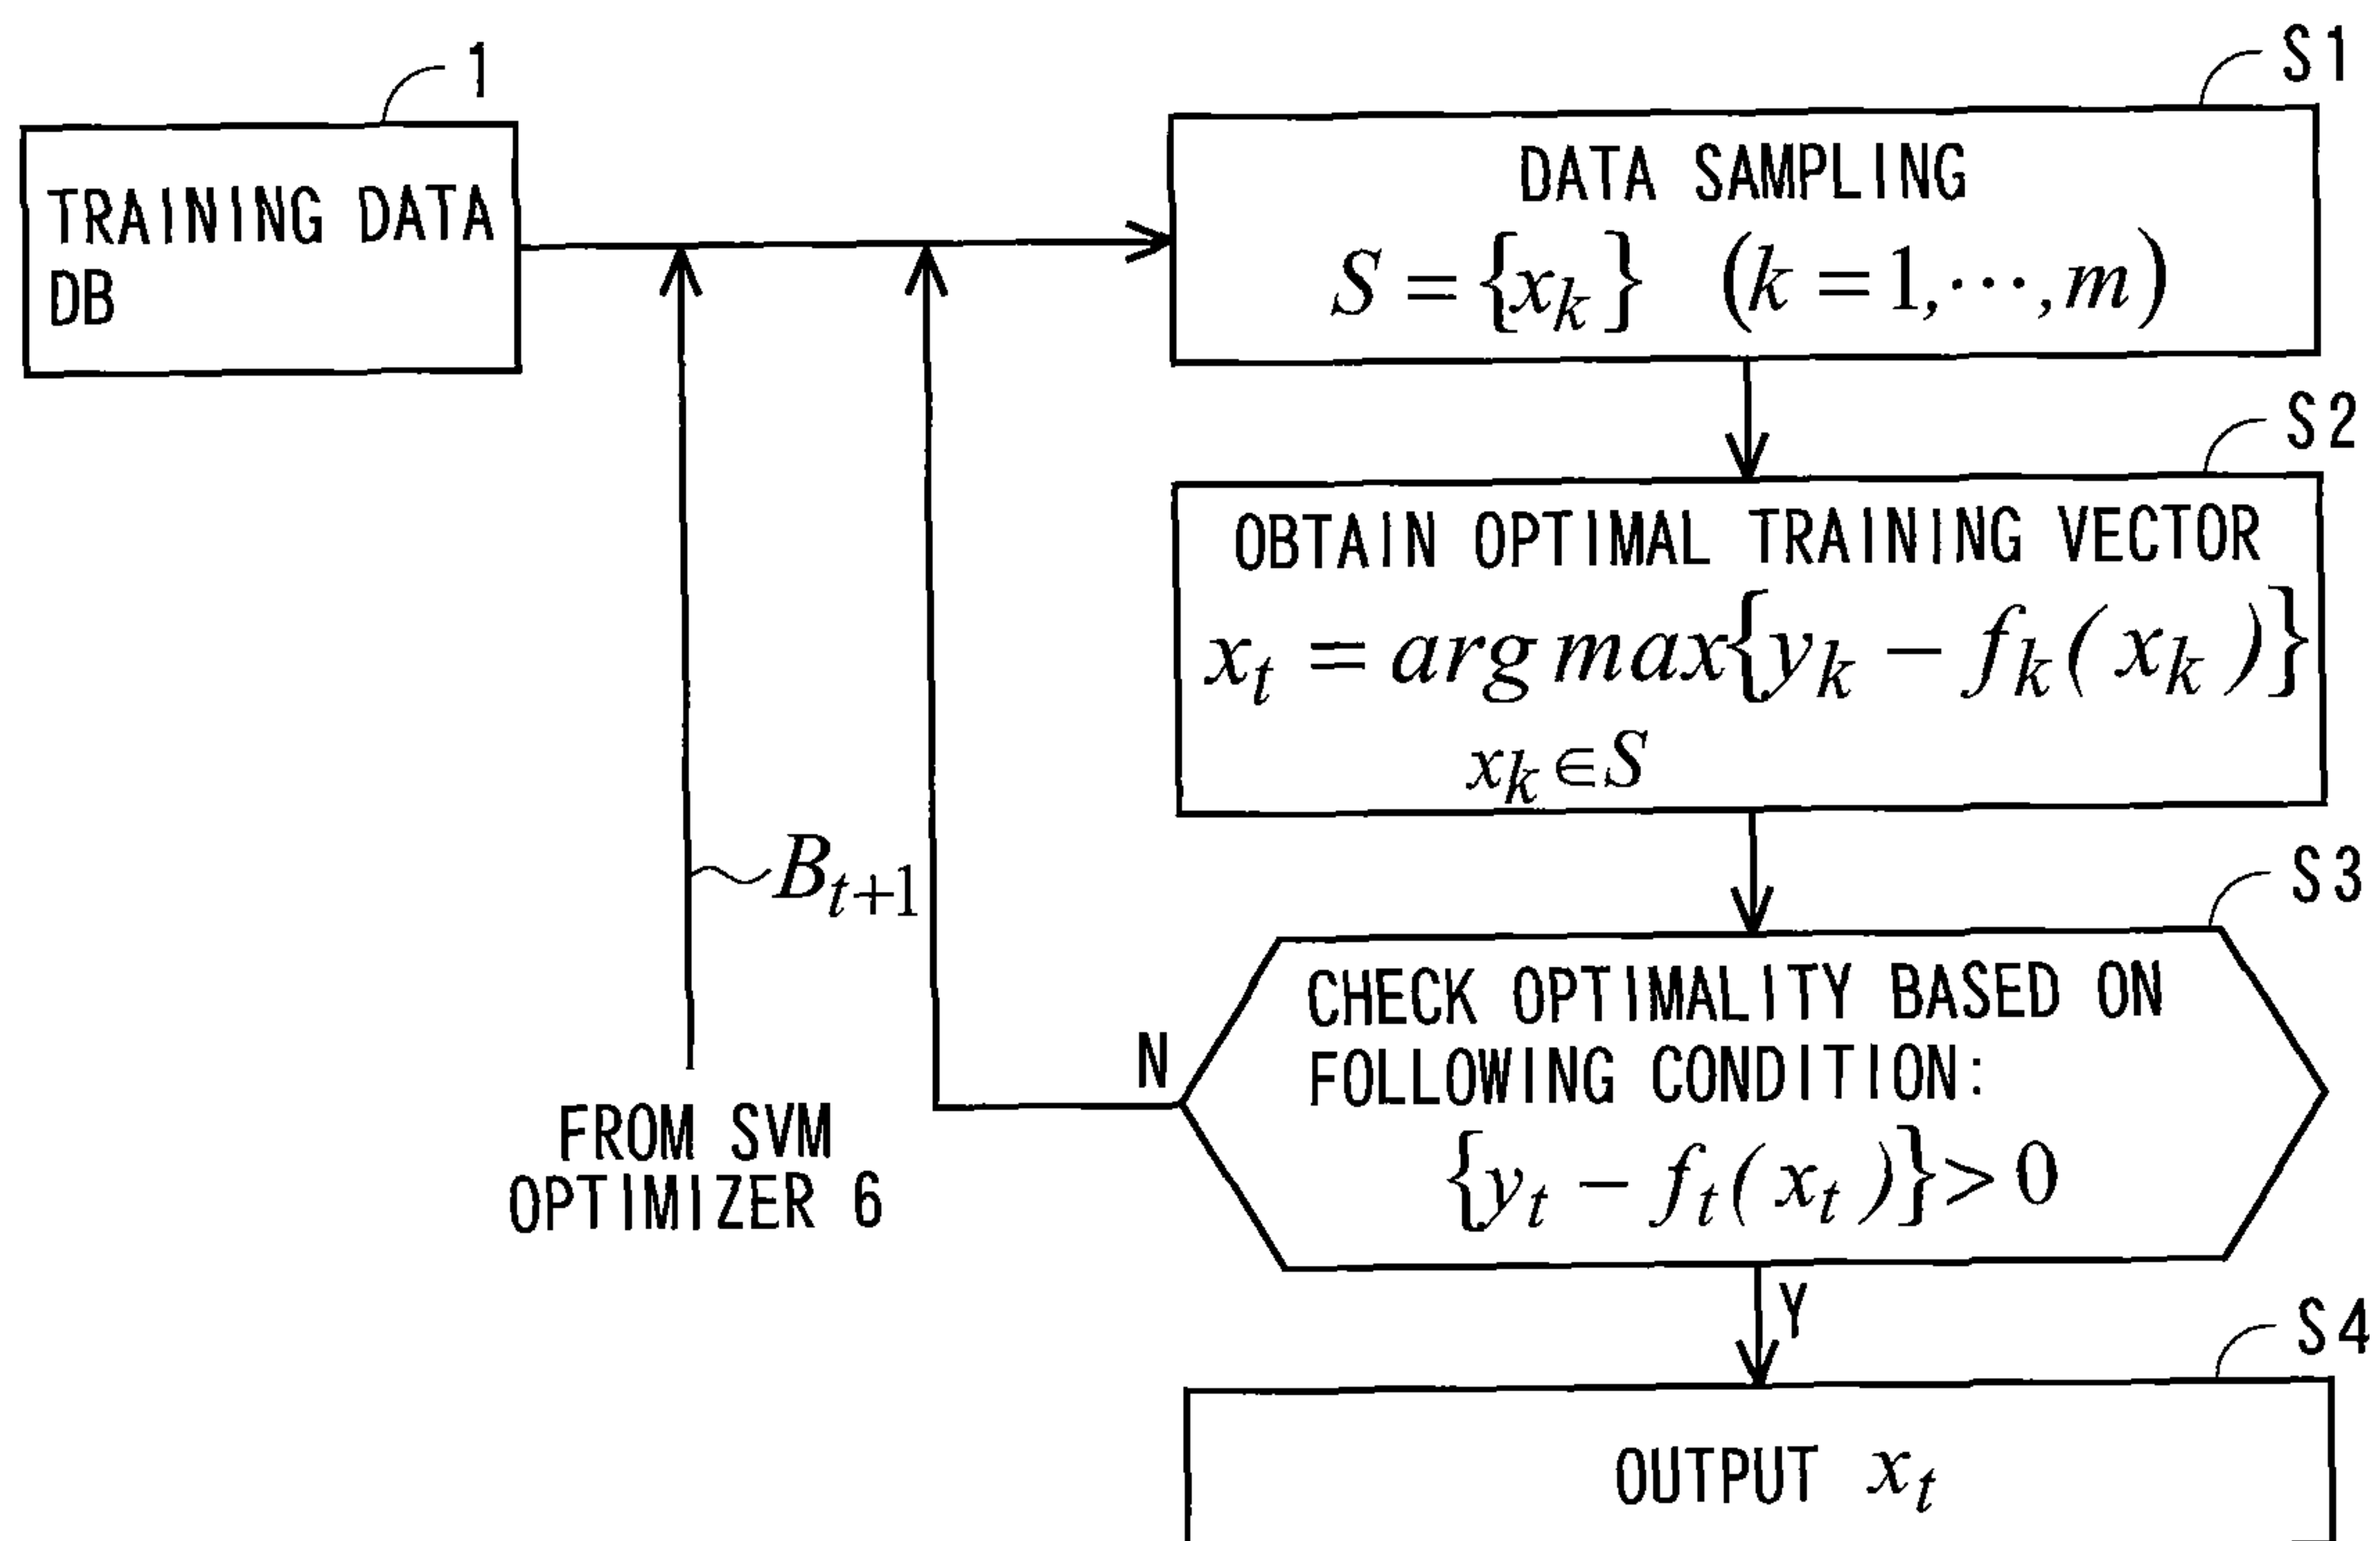 1
TRAINING DATA
DB
S1
DATA SAMPLING
S = {x_k} (k = 1,⋯,m)
S2
OBTAIN OPTIMAL TRAINING VECTOR
x_t = arg max{y_k − f_k( x_k )}
x_k ∈ S
B_{t+1}
FROM SVM
OPTIMIZER 6
S3
CHECK OPTIMALITY BASED ON
FOLLOWING CONDITION:
{y_t − f_t( x_t )} > 0
N
Y
S4
OUTPUT x_t